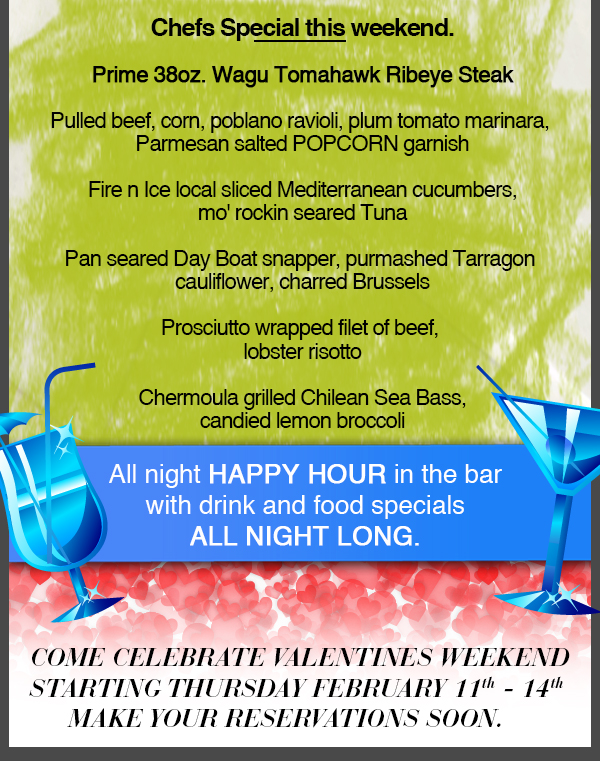 Chefs Special this weekend.
Prime 38oz. Wagu Tomahawk Ribeye Steak
Pulled beef, corn, poblano ravioli, plum tomato marinara,
Parmesan salted POPCORN garnish
Fire n Ice local sliced Mediterranean cucumbers,
mo' rockin seared Tuna
Pan seared Day Boat snapper, purmashed Tarragon
cauliflower, charred Brussels
Prosciutto wrapped filet of beef,
lobster risotto
Chermoula grilled Chilean Sea Bass,
candied lemon broccoli
All night HAPPY HOUR in the bar
with drink and food specials
ALL NIGHT LONG.
COME CELEBRATE VALENTINES WEEKEND
STARTING THURSDAY FEBRUARY 11th - 14th
MAKE YOUR RESERVATIONS SOON.